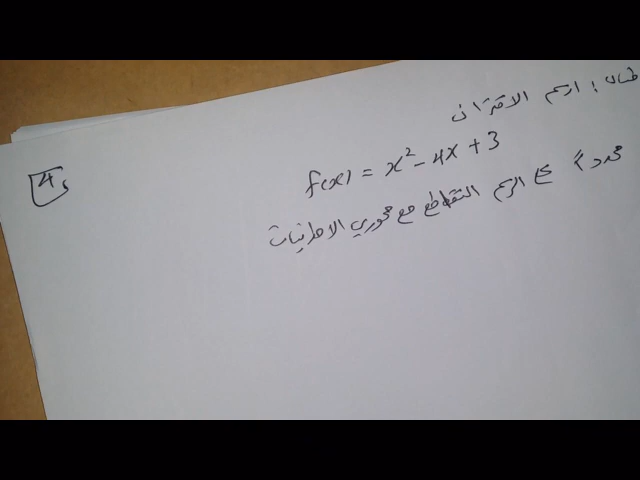 مثال: ارسم الاقتران
f(x) = x² - 4x + 3
محدداً على الرسم التقاطع مع محوري الاحداثيات
4